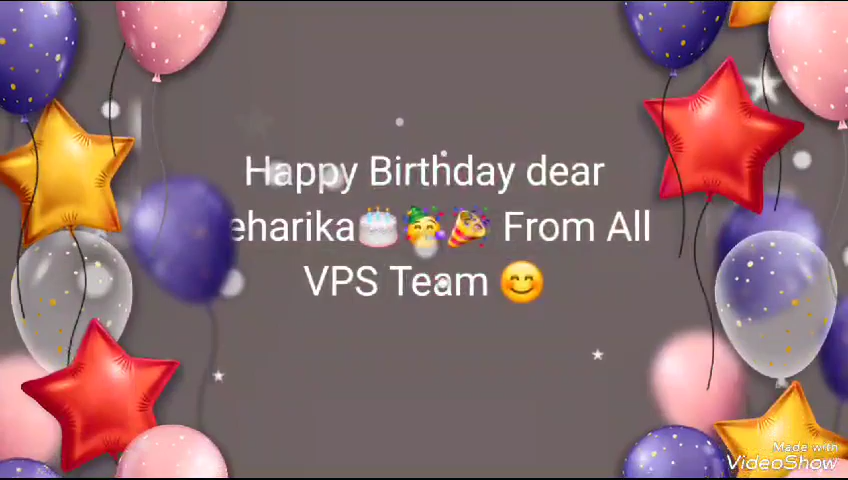 Happy Birthday dear
eharika🎂🥳🎉 From All
VPS Team 😊
Made with
VideoShow